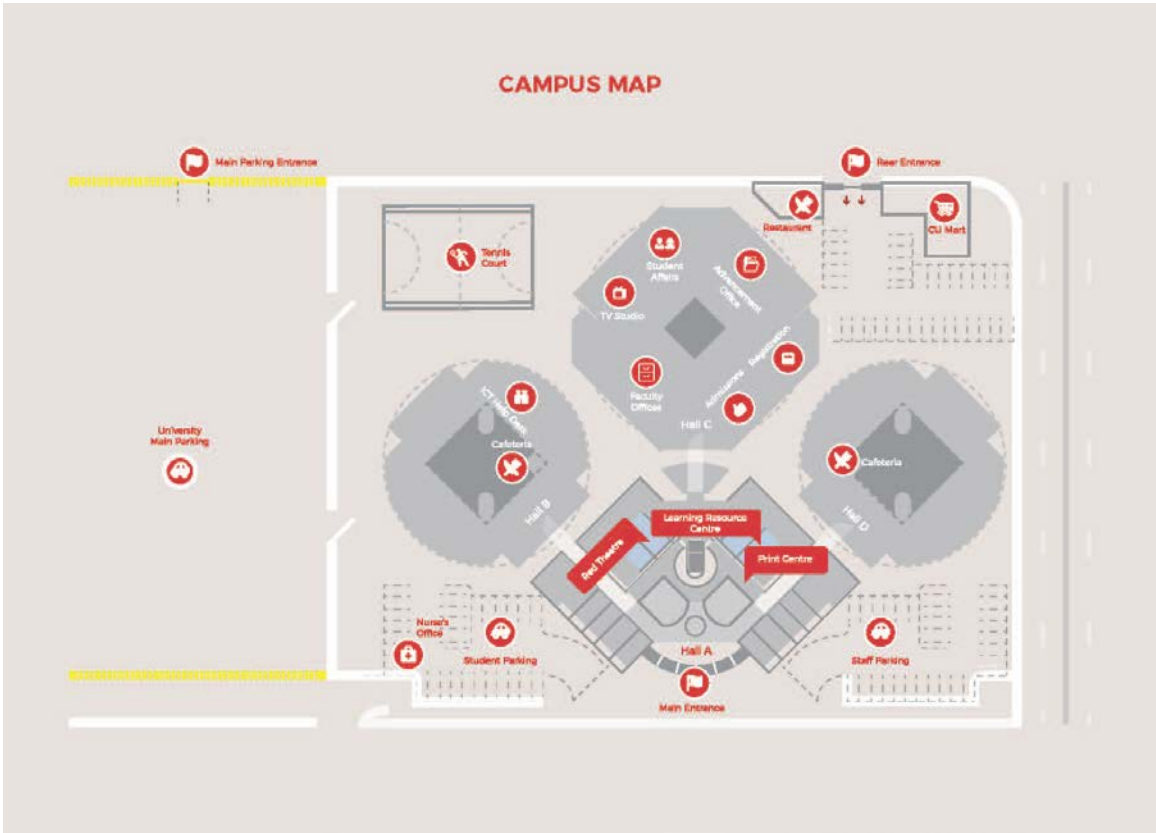 CAMPUS MAP
Main Parking Entrance
Rear Entrance
Restaurant
CU Mart
Tennis
Court
Student
Affairs
Advancement
Office
TV Studio
Registration
Faculty
Offices
Admissions
Hall C
ICT Help Desk
Cafeteria
University
Main Parking
Cafeteria
Hall B
Hall D
Learning Resource
Centre
Red Theatre
Print Centre
Nurse's
Office
Student Parking
Hall A
Staff Parking
Main Entrance